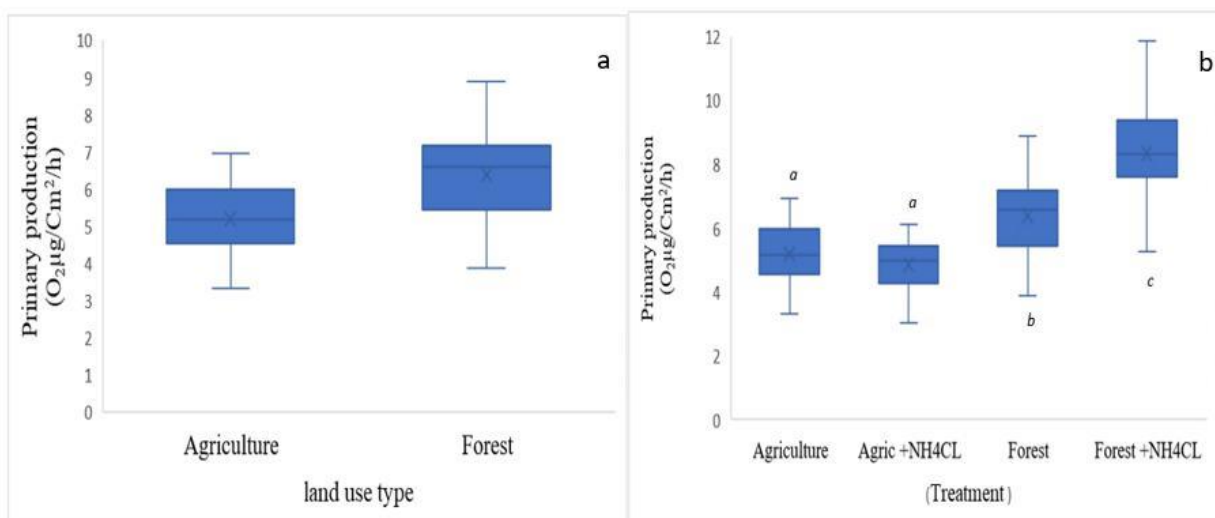 a
Primary production
(O₂µg/Cm²/h)
10
9
8
7
6
5
4
3
2
1
0
Agriculture Forest
land use type
b
Primary production
(O₂µg/Cm²/h)
12
10
8
6
4
2
0
a
a
b
c
Agriculture Agric +NH4CL Forest Forest +NH4CL
(Treatment)